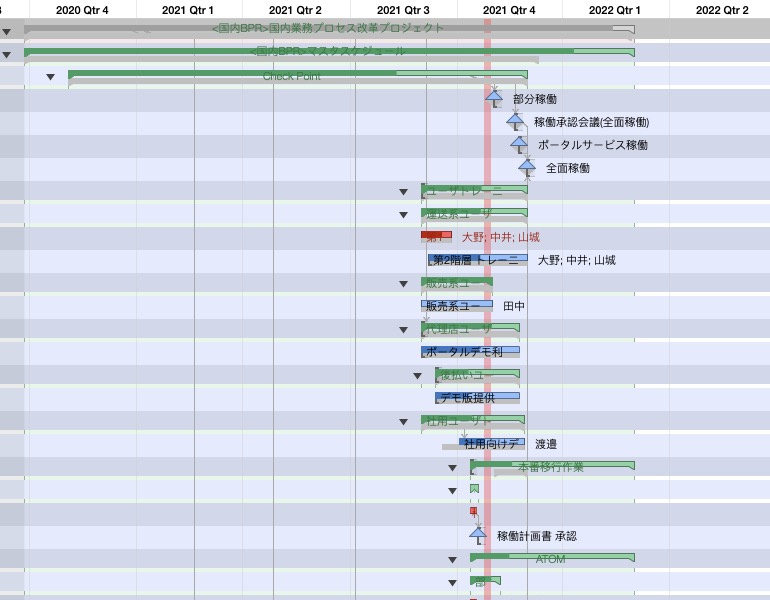 3 2020 Qtr 4 2021 Qtr 1 2021 Qtr 2 2021 Qtr 3 2021 Qtr 4 2022 Qtr 1 2022 Qtr 2
<国内BPR>国内業務プロセス改革プロジェクト
<国内BPR>マスタスケジュール
Check Point
部分稼働
稼働承認会議(全面稼働)
ポータルサービス稼働
全面稼働
ユーザトレーニ
運送系ユーザ
第1 大野; 中井; 山城
第2階層 トレーニ 大野; 中井; 山城
販売系ユー
販売系ユー 田中
代理店ユーザ
ポータルデモ利
後払いユー
デモ版提供
社用ユーザト
社用向けデ 渡邉
本番移行作業
稼働計画書 承認
ATOM
部